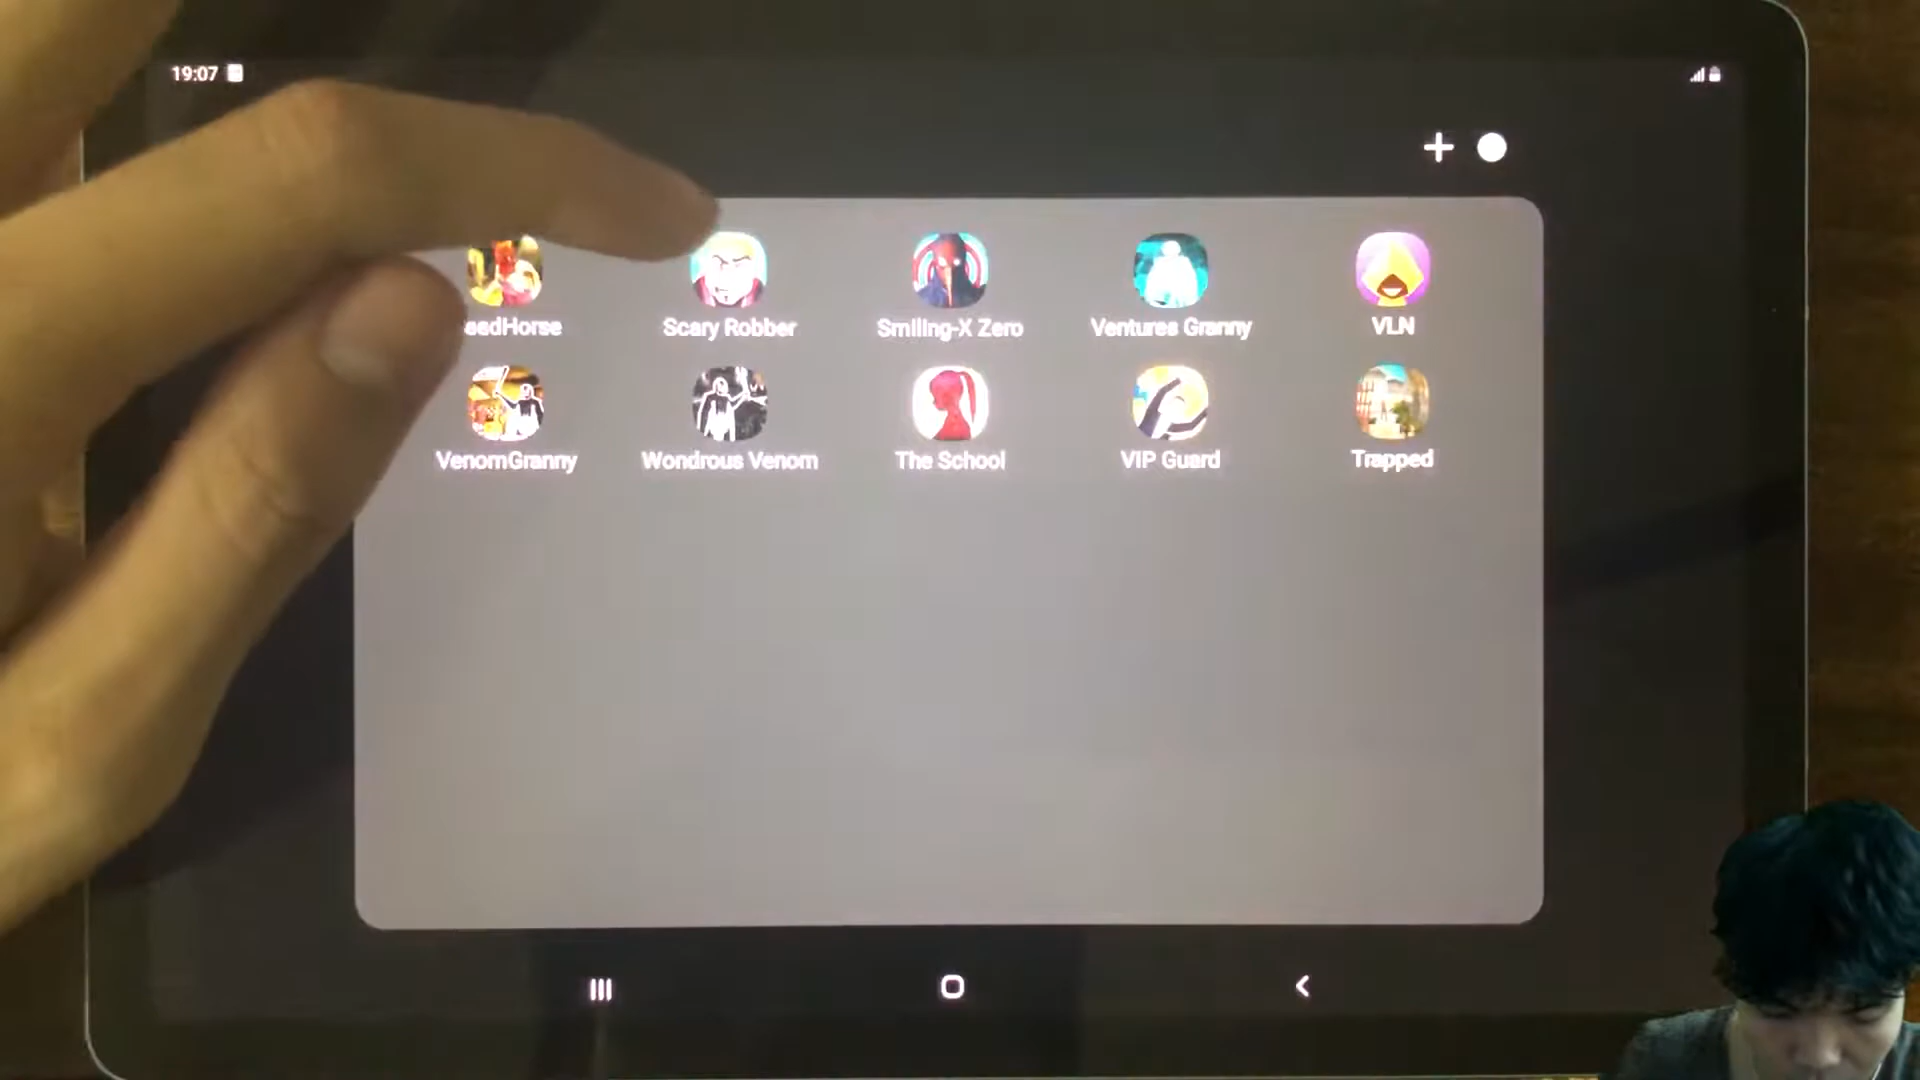 19:07
eedHorse Scary Robber Smiling-X Zero Ventures Granny VLN
VenomGranny Wondrous Venom The School VIP Guard Trapped